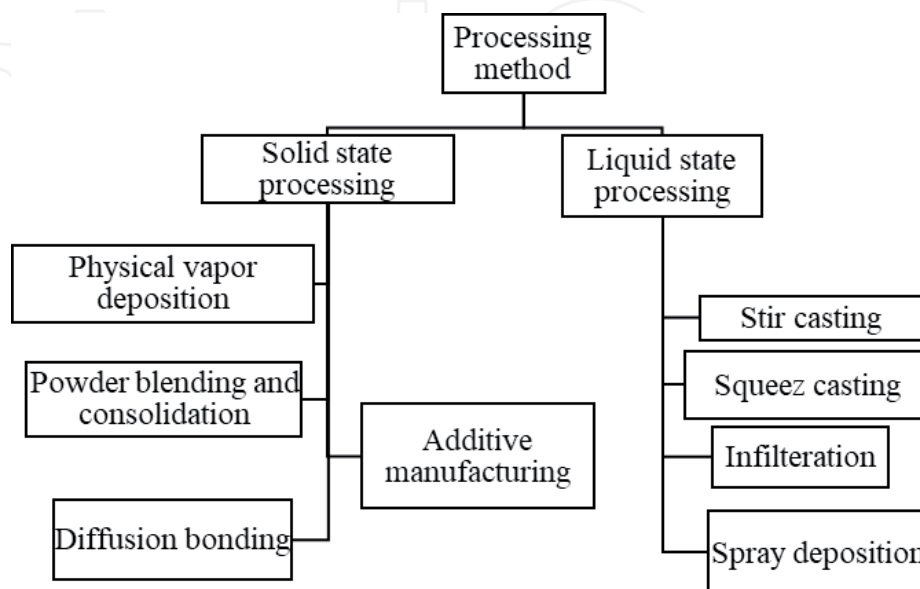 Processing
method
Solid state
processing
Liquid state
processing
Physical vapor
deposition
Powder blending and
consolidation
Additive
manufacturing
Diffusion bonding
Stir casting
Squeez casting
Infilteration
Spray deposition